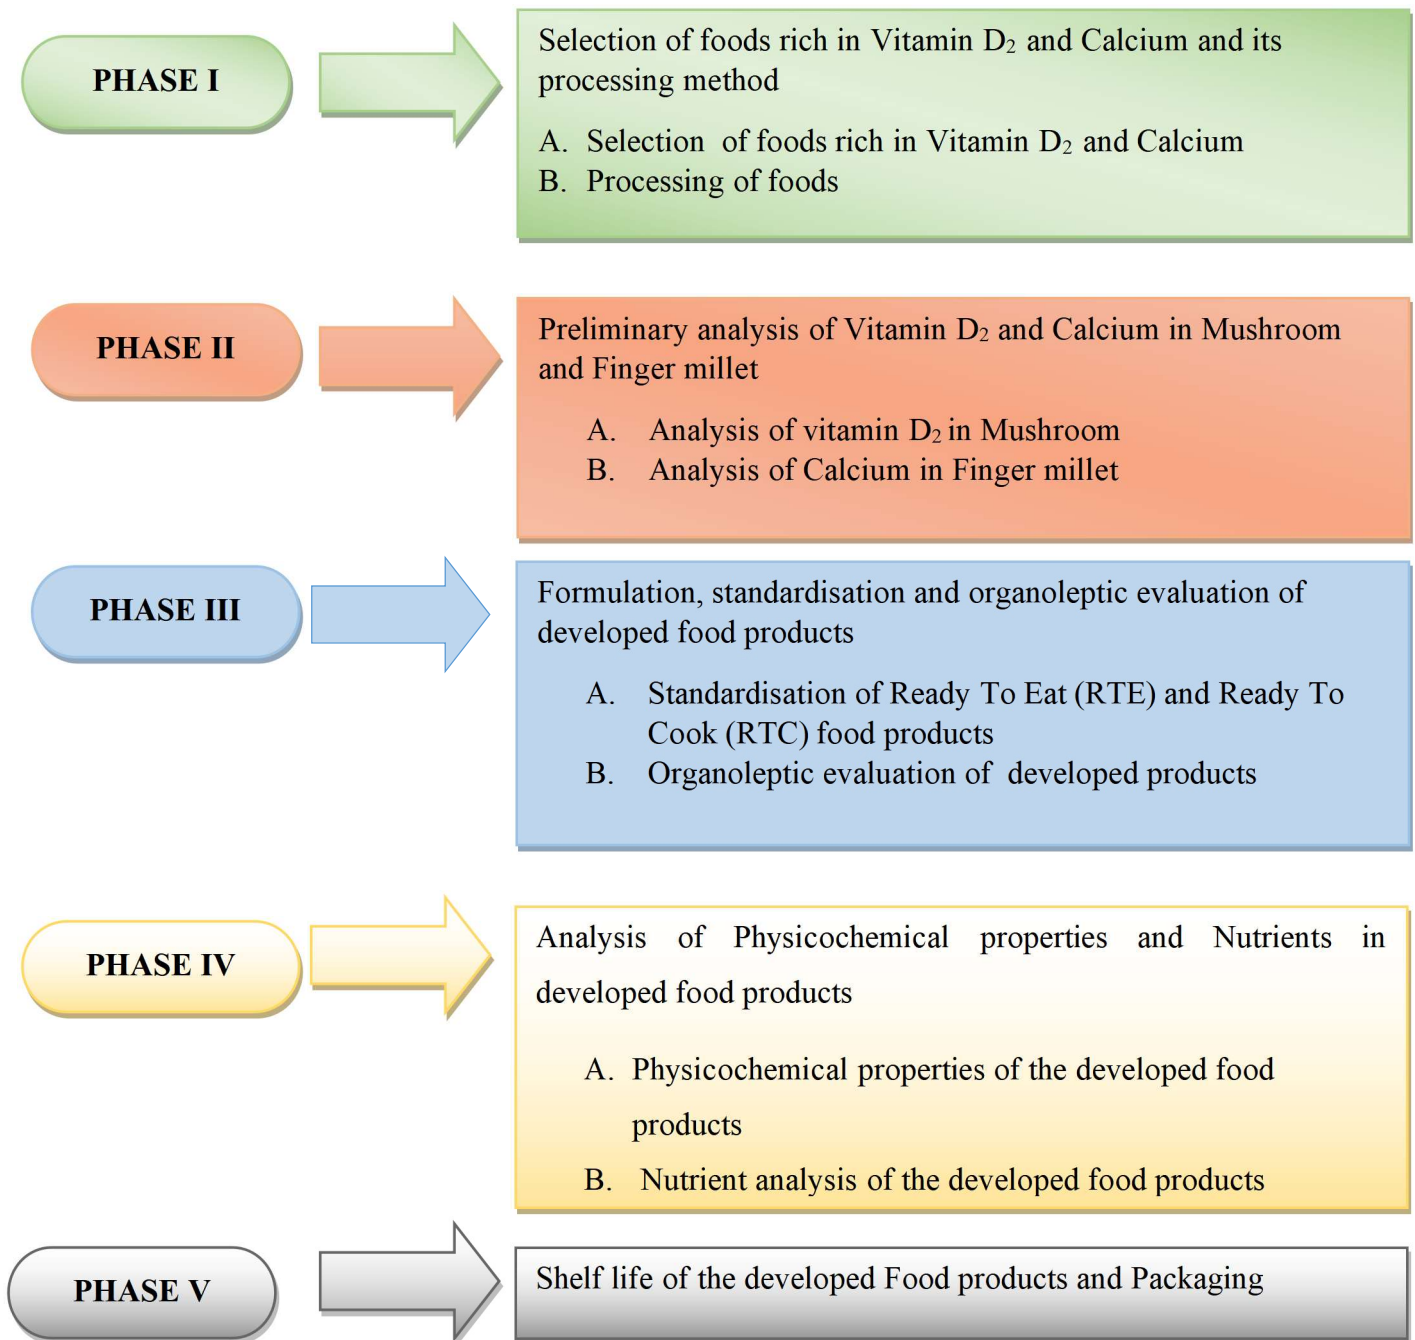 PHASE I
Selection of foods rich in Vitamin D₂ and Calcium and its
processing method
A. Selection of foods rich in Vitamin D₂ and Calcium
B. Processing of foods
PHASE II
Preliminary analysis of Vitamin D₂ and Calcium in Mushroom
and Finger millet
A. Analysis of vitamin D₂ in Mushroom
B. Analysis of Calcium in Finger millet
PHASE III
Formulation, standardisation and organoleptic evaluation of
developed food products
A. Standardisation of Ready To Eat (RTE) and Ready To
Cook (RTC) food products
B. Organoleptic evaluation of developed products
PHASE IV
Analysis of Physicochemical properties and Nutrients in
developed food products
A. Physicochemical properties of the developed food
products
B. Nutrient analysis of the developed food products
PHASE V
Shelf life of the developed Food products and Packaging